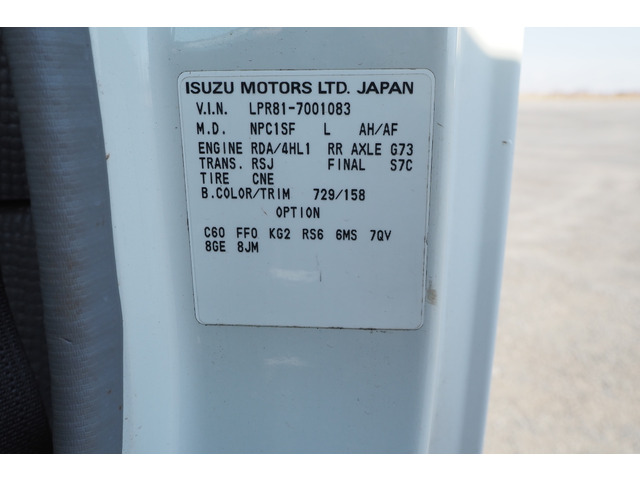 ISUZU MOTORS LTD. JAPAN
V.I.N. LPR81-7001083
M.D. NPC1SF L AH/AF
ENGINE RDA/4HL1 RR AXLE G73
TRANS. RSJ FINAL S7C
TIRE CNE
B.COLOR/TRIM 729/158
OPTION
C60 FF0 KG2 RS6 6MS 7QV
8GE 8JM